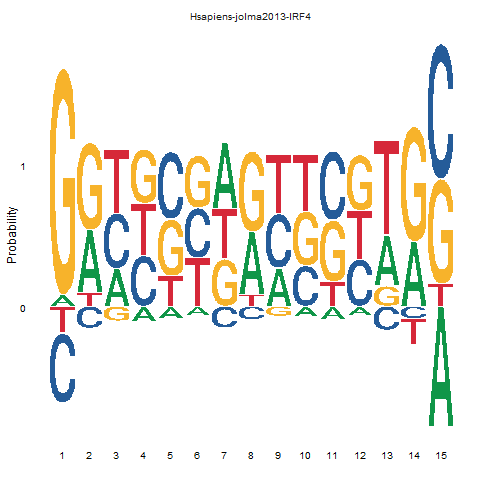 Hsapiens-jolma2013-IRF4
Probability
1
0
G A T C
G A T C
T C A G
G T C A
C G T A
G C T A
A T G C
G A T C
T C A G
T G C A
C G T A
G T C A
T A G C
G A C T
C G T A
1 2 3 4 5 6 7 8 9 10 11 12 13 14 15